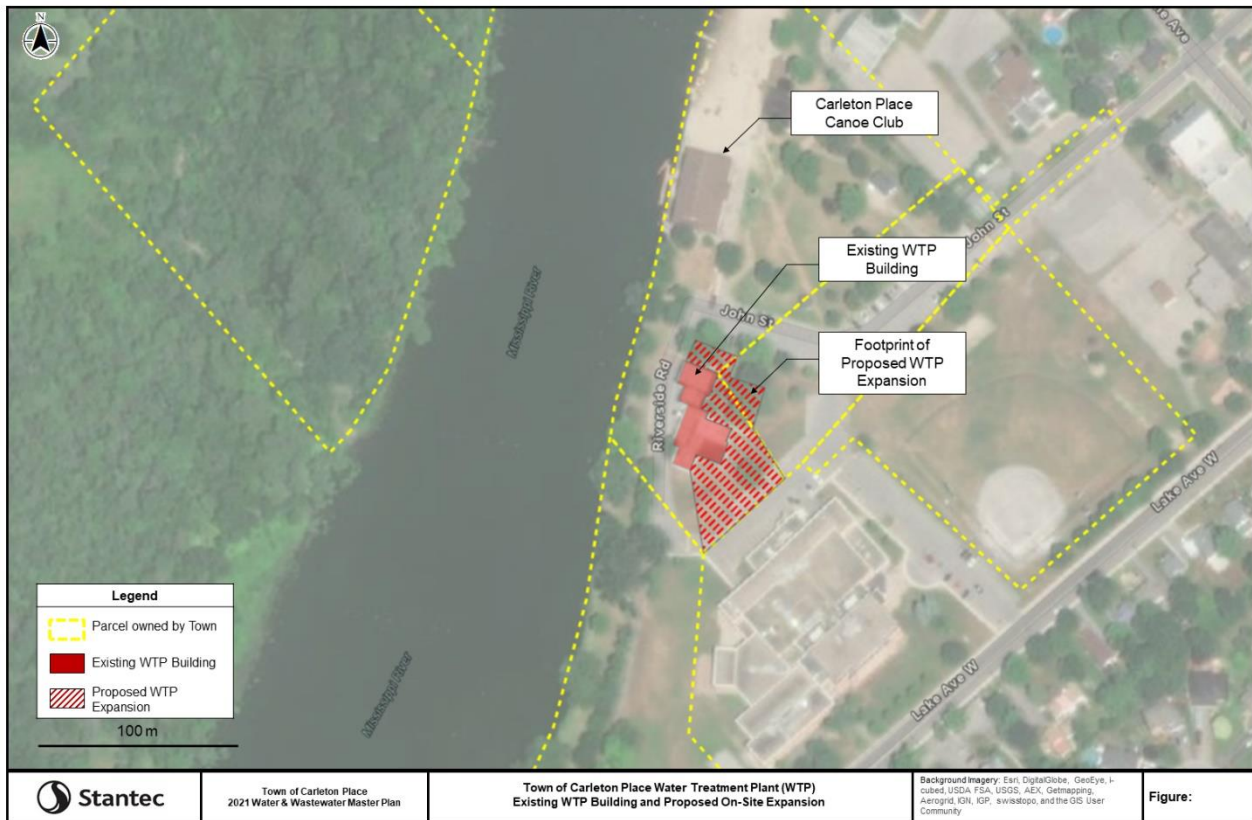 N
Lake Ave
Carleton Place
Canoe Club
John St
Existing WTP
Building
Mississippi River
John St
Footprint of
Proposed WTP
Expansion
Riverside Rd
Lake Ave W
Lake Ave W
Mississippi River
Legend
Parcel owned by Town
Existing WTP Building
Proposed WTP
Expansion
100 m
Stantec
Town of Carleton Place
2021 Water & Wastewater Master Plan
Town of Carleton Place Water Treatment Plant (WTP)
Existing WTP Building and Proposed On-Site Expansion
Background Imagery: Esri, DigitalGlobe, GeoEye, i-
cubed, USDA FSA, USGS, AEX, Getmapping,
Aerogrid, IGN, IGP, swisstopo, and the GIS User
Community
Figure: